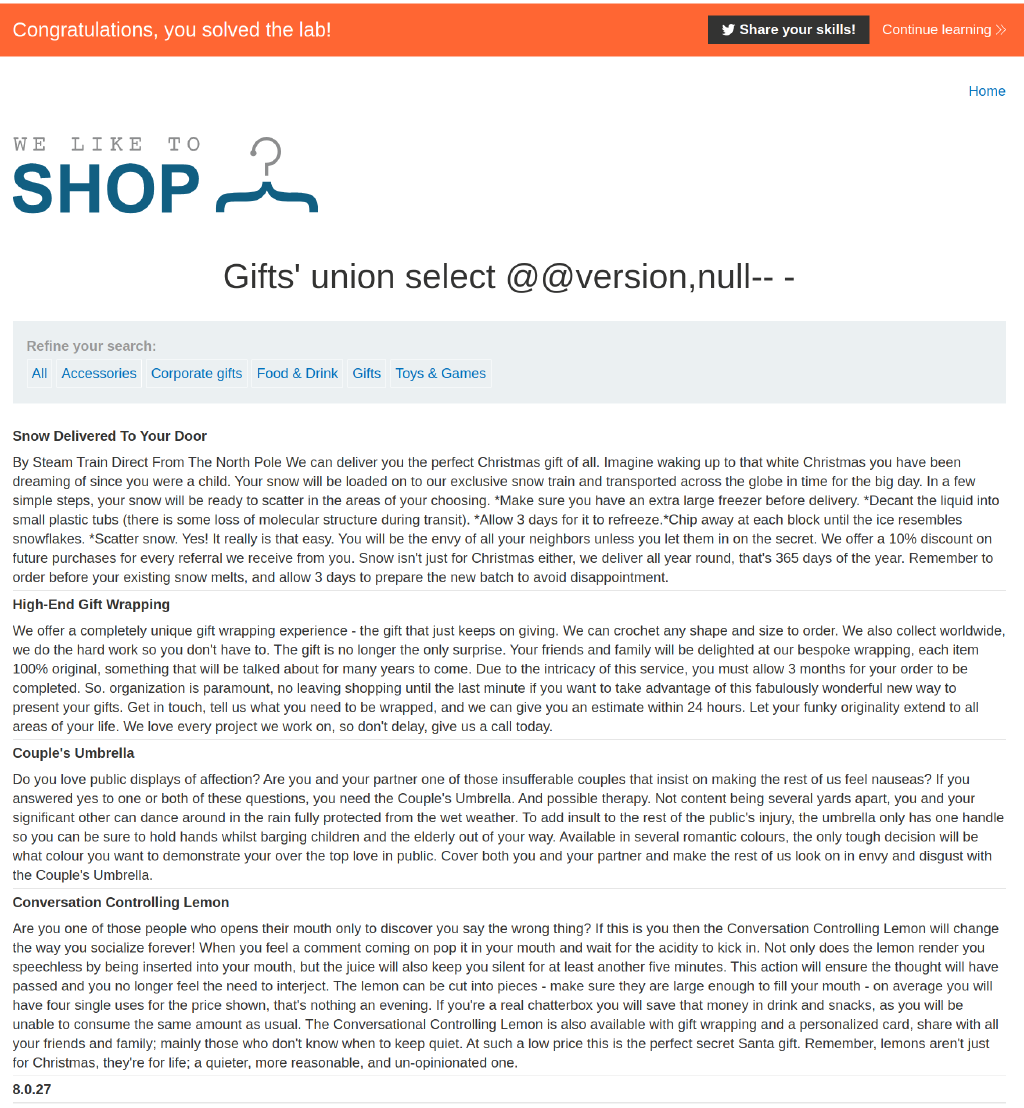 Congratulations, you solved the lab!
Share your skills!
Continue learning
Home
WE LIKE TO
SHOP
Gifts' union select @@version,null-- -
Refine your search:
All Accessories Corporate gifts Food & Drink Gifts Toys & Games
Snow Delivered To Your Door
By Steam Train Direct From The North Pole We can deliver you the perfect Christmas gift of all. Imagine waking up to that white Christmas you have been
dreaming of since you were a child. Your snow will be loaded on to our exclusive snow train and transported across the globe in time for the big day. In a few
simple steps, your snow will be ready to scatter in the areas of your choosing. *Make sure you have an extra large freezer before delivery. *Decant the liquid into
small plastic tubs (there is some loss of molecular structure during transit). *Allow 3 days for it to refreeze.*Chip away at each block until the ice resembles
snowflakes. *Scatter snow. Yes! It really is that easy. You will be the envy of all your neighbors unless you let them in on the secret. We offer a 10% discount on
future purchases for every referral we receive from you. Snow isn't just for Christmas either, we deliver all year round, that's 365 days of the year. Remember to
order before your existing snow melts, and allow 3 days to prepare the new batch to avoid disappointment.
High-End Gift Wrapping
We offer a completely unique gift wrapping experience - the gift that just keeps on giving. We can crochet any shape and size to order. We also collect worldwide,
we do the hard work so you don't have to. The gift is no longer the only surprise. Your friends and family will be delighted at our bespoke wrapping, each item
100% original, something that will be talked about for many years to come. Due to the intricacy of this service, you must allow 3 months for your order to be
completed. So. organization is paramount, no leaving shopping until the last minute if you want to take advantage of this fabulously wonderful new way to
present your gifts. Get in touch, tell us what you need to be wrapped, and we can give you an estimate within 24 hours. Let your funky originality extend to all
areas of your life. We love every project we work on, so don't delay, give us a call today.
Couple's Umbrella
Do you love public displays of affection? Are you and your partner one of those insufferable couples that insist on making the rest of us feel nauseas? If you
answered yes to one or both of these questions, you need the Couple's Umbrella. And possible therapy. Not content being several yards apart, you and your
significant other can dance around in the rain fully protected from the wet weather. To add insult to the rest of the public's injury, the umbrella only has one handle
so you can be sure to hold hands whilst barging children and the elderly out of your way. Available in several romantic colours, the only tough decision will be
what colour you want to demonstrate your over the top love in public. Cover both you and your partner and make the rest of us look on in envy and disgust with
the Couple's Umbrella.
Conversation Controlling Lemon
Are you one of those people who opens their mouth only to discover you say the wrong thing? If this is you then the Conversation Controlling Lemon will change
the way you socialize forever! When you feel a comment coming on pop it in your mouth and wait for the acidity to kick in. Not only does the lemon render you
speechless by being inserted into your mouth, but the juice will also keep you silent for at least another five minutes. This action will ensure the thought will have
passed and you no longer feel the need to interject. The lemon can be cut into pieces - make sure they are large enough to fill your mouth - on average you will
have four single uses for the price shown, that's nothing an evening. If you're a real chatterbox you will save that money in drink and snacks, as you will be
unable to consume the same amount as usual. The Conversational Controlling Lemon is also available with gift wrapping and a personalized card, share with all
your friends and family; mainly those who don't know when to keep quiet. At such a low price this is the perfect secret Santa gift. Remember, lemons aren't just
for Christmas, they're for life; a quieter, more reasonable, and un-opinionated one.
8.0.27